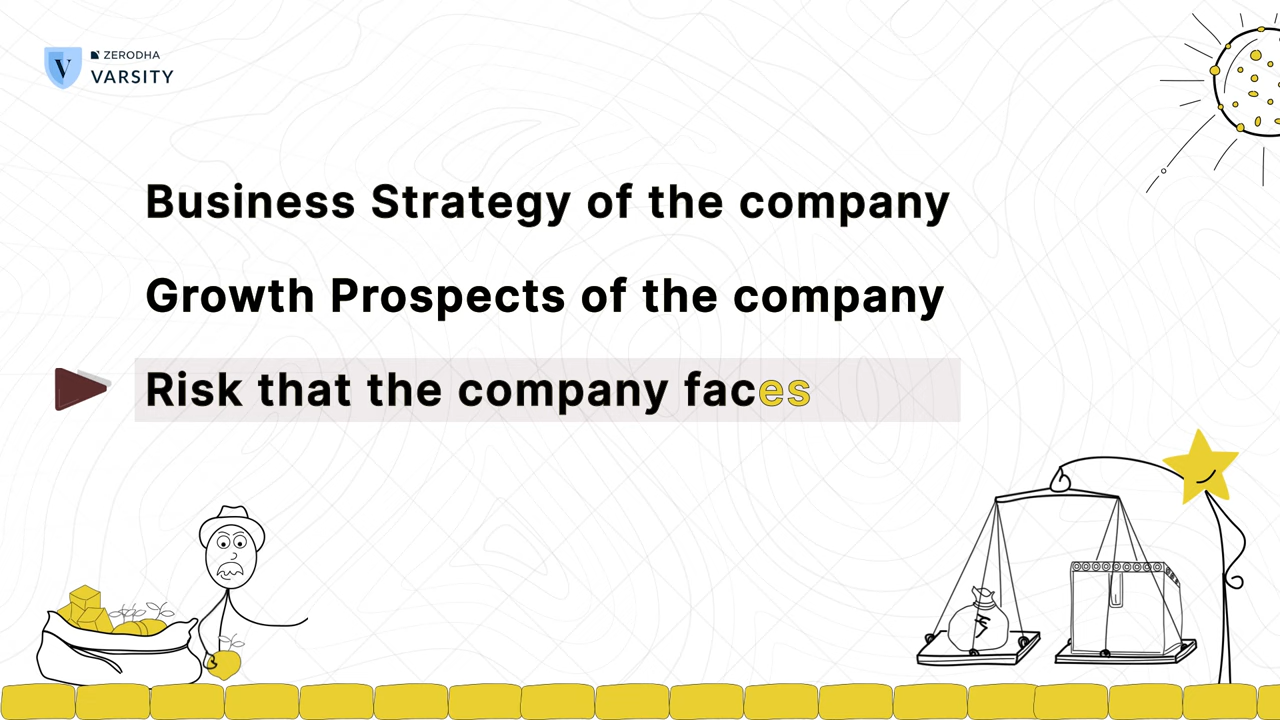 V
ZERODHA
VARSITY
Business Strategy of the company
Growth Prospects of the company
Risk that the company faces
₹